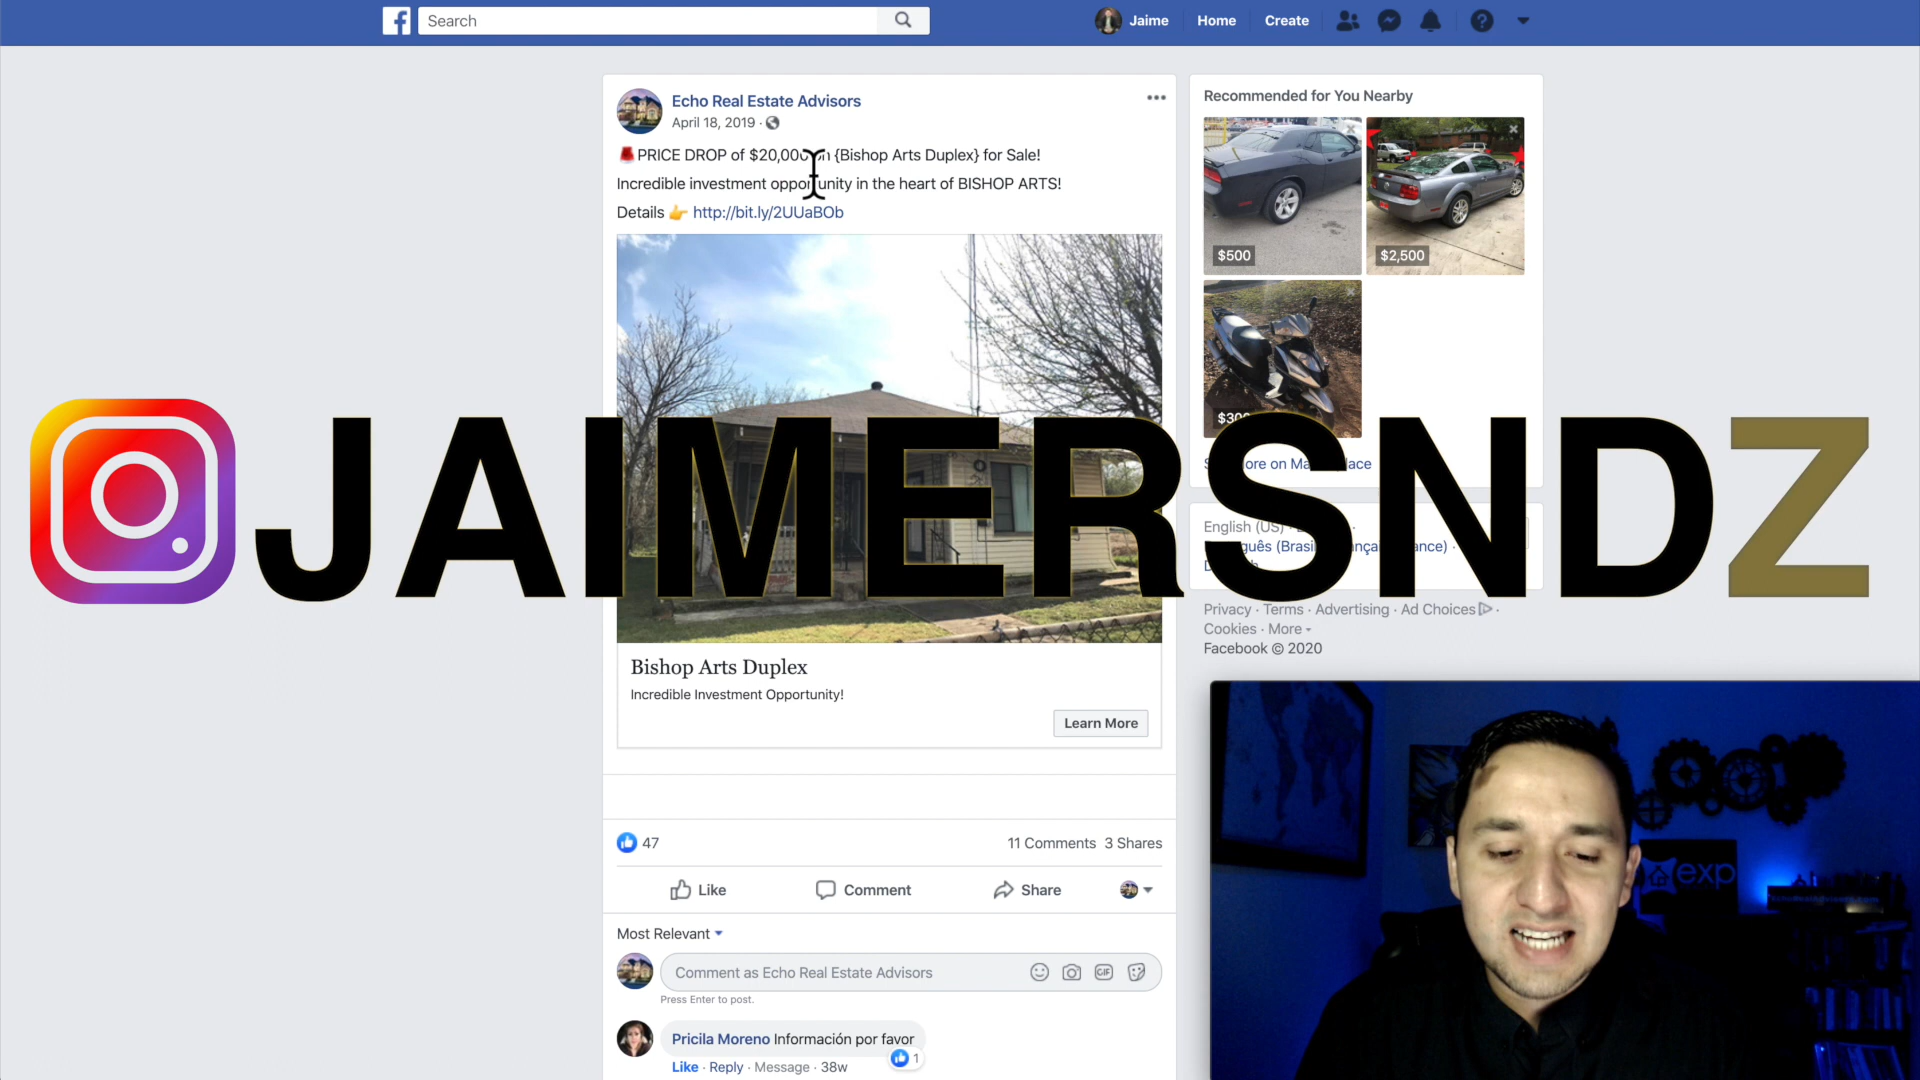 Search
Jaime
Home
Create
Echo Real Estate Advisors
April 18, 2019 ·
PRICE DROP of $20,000 on {Bishop Arts Duplex} for Sale!
Incredible investment opportunity in the heart of BISHOP ARTS!
Details http://bit.ly/2UUaBOb
Recommended for You Nearby
$500
$2,500
JAIMERSNDZ
English (US)
Privacy · Terms · Advertising · Ad Choices ·
Cookies · More
Facebook © 2020
Bishop Arts Duplex
Incredible Investment Opportunity!
Learn More
47
11 Comments 3 Shares
Like
Comment
Share
Most Relevant
Comment as Echo Real Estate Advisors
GIF
Press Enter to post.
Pricila Moreno Información por favor
1
Like · Reply · Message · 38w
exp